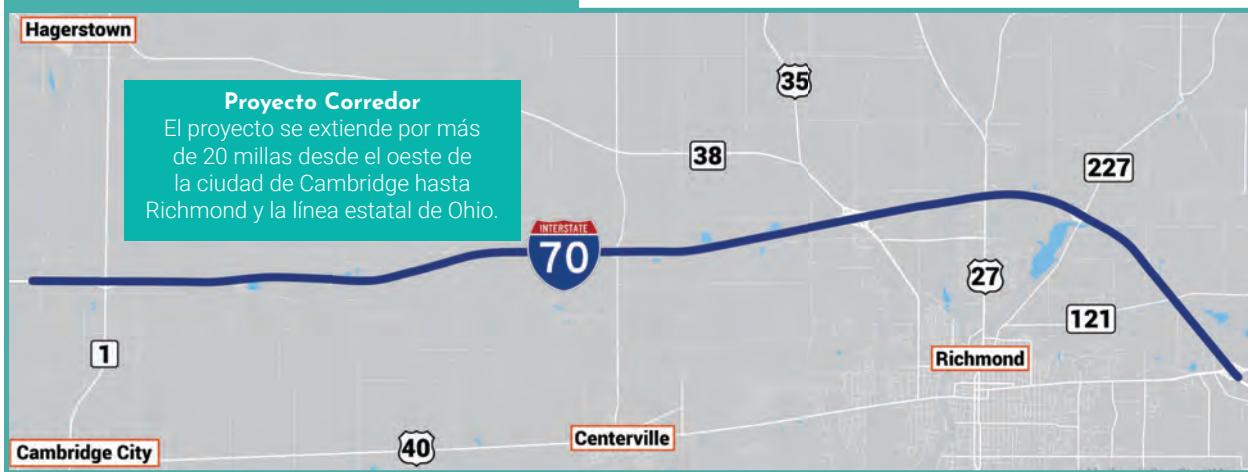 Hagerstown
Proyecto Corredor
El proyecto se extiende por más
de 20 millas desde el oeste de
la ciudad de Cambridge hasta
Richmond y la línea estatal de Ohio.
35
38
227
INTERSTATE
70
27
121
1
Richmond
Centerville
40
Cambridge City